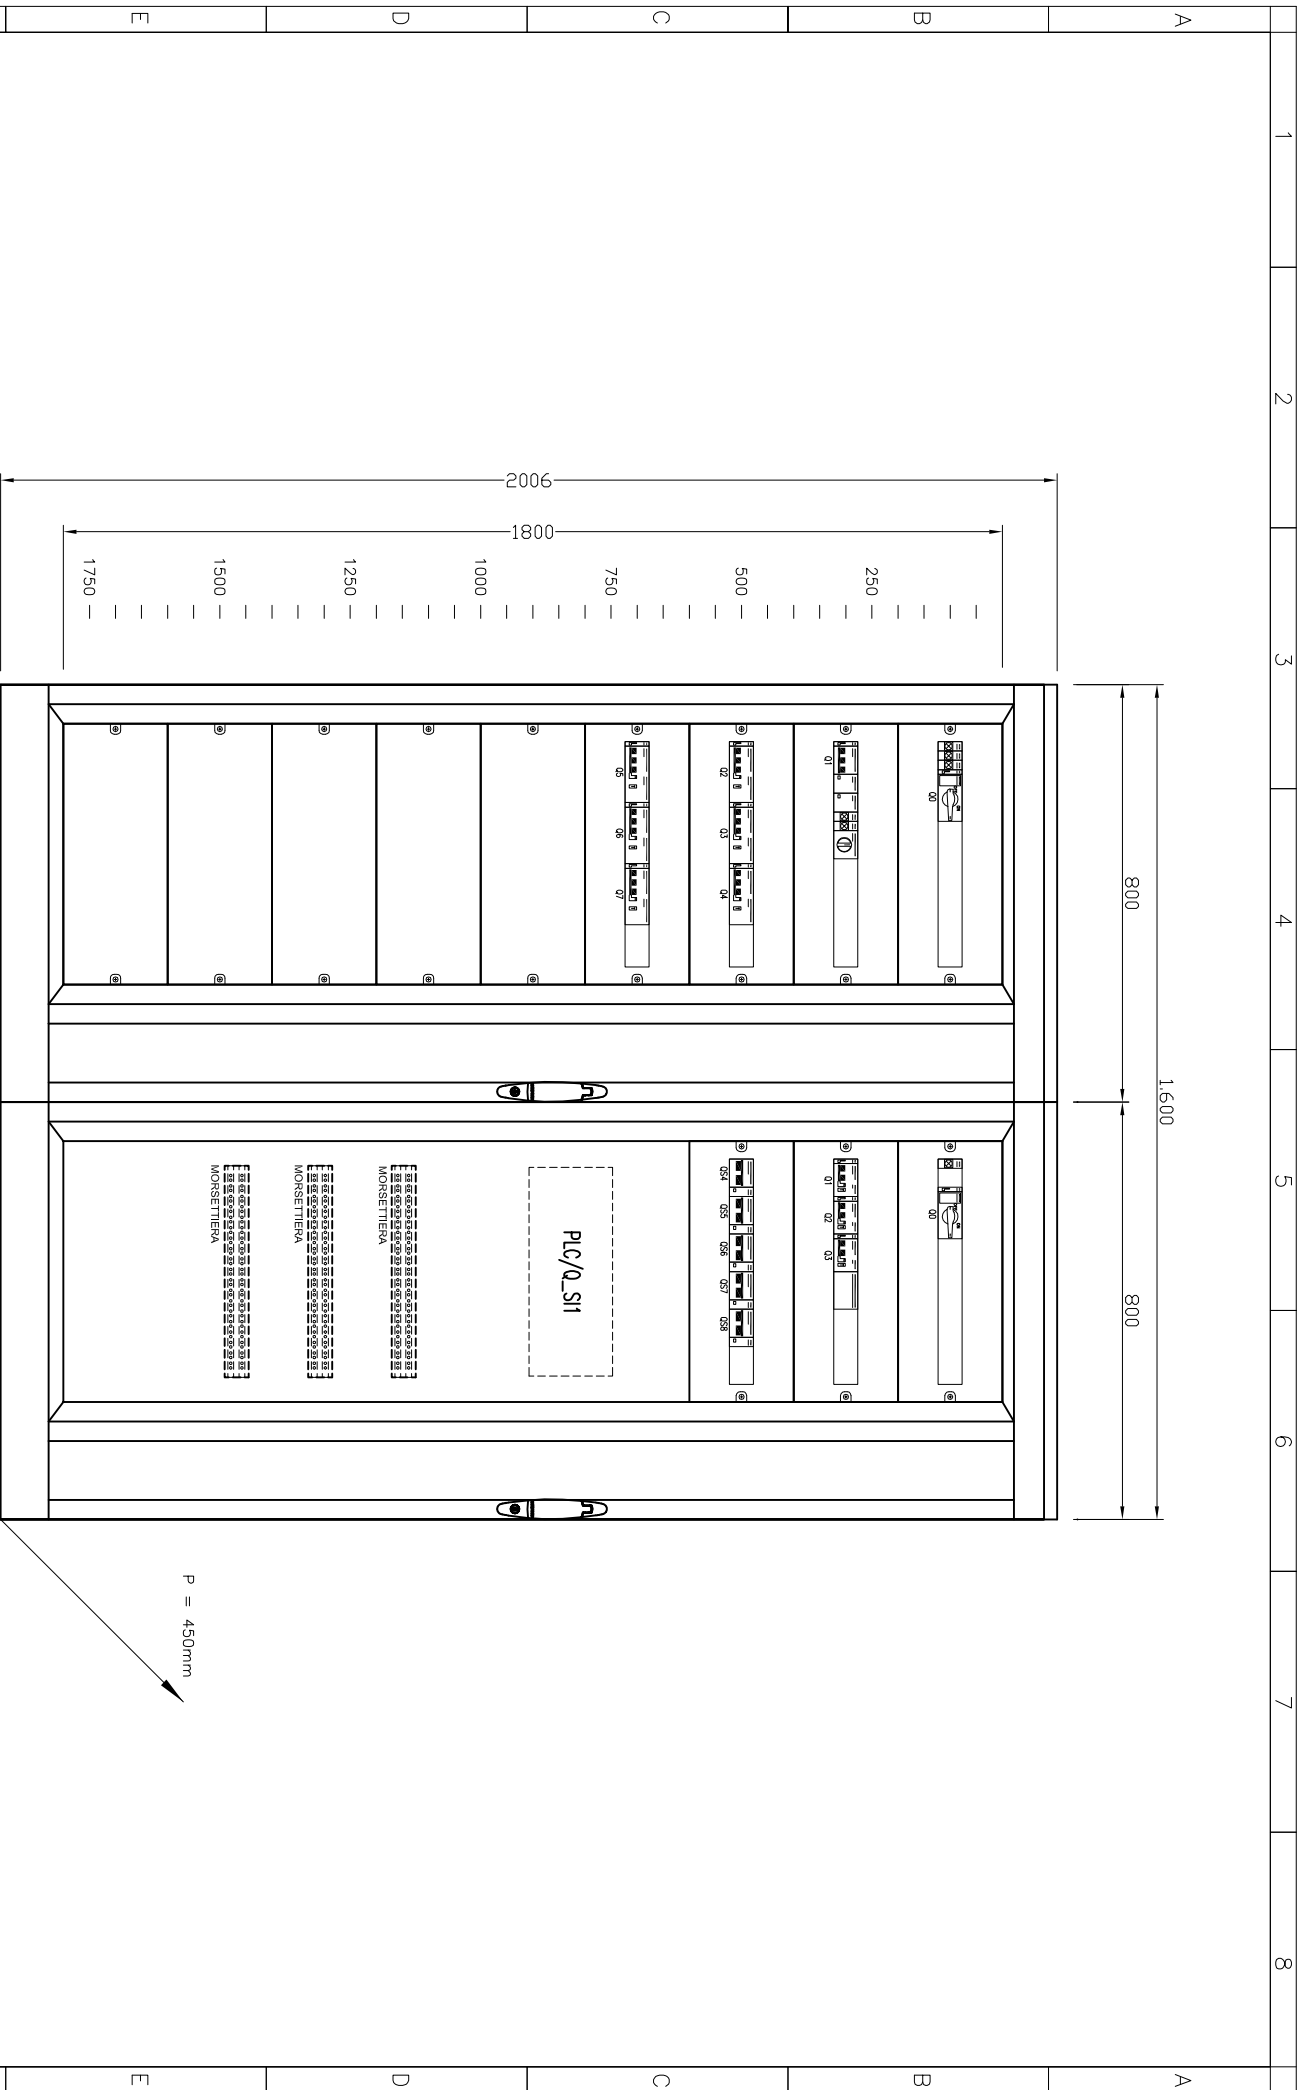 1
2
3
4
5
6
7
8
A
A
B
B
C
C
D
D
E
E
1.600
800
800
2006
1800
250
500
750
1000
1250
1500
1750
Q0
Q1
Q2
Q3
Q4
Q5
Q6
Q7
Q0
Q1
Q2
Q3
QS4
QS5
QS6
QS7
QS8
PLC/Q_SI1
MORSETTIERA
MORSETTIERA
MORSETTIERA
P = 450mm